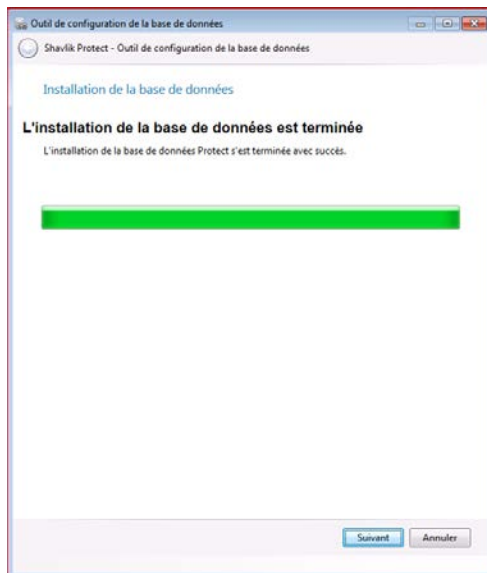 Outil de configuration de la base de données
Shavlik Protect - Outil de configuration de la base de données
Installation de la base de données
L'installation de la base de données est terminée
L'installation de la base de données Protect s'est terminée avec succès.
Suivant Annuler